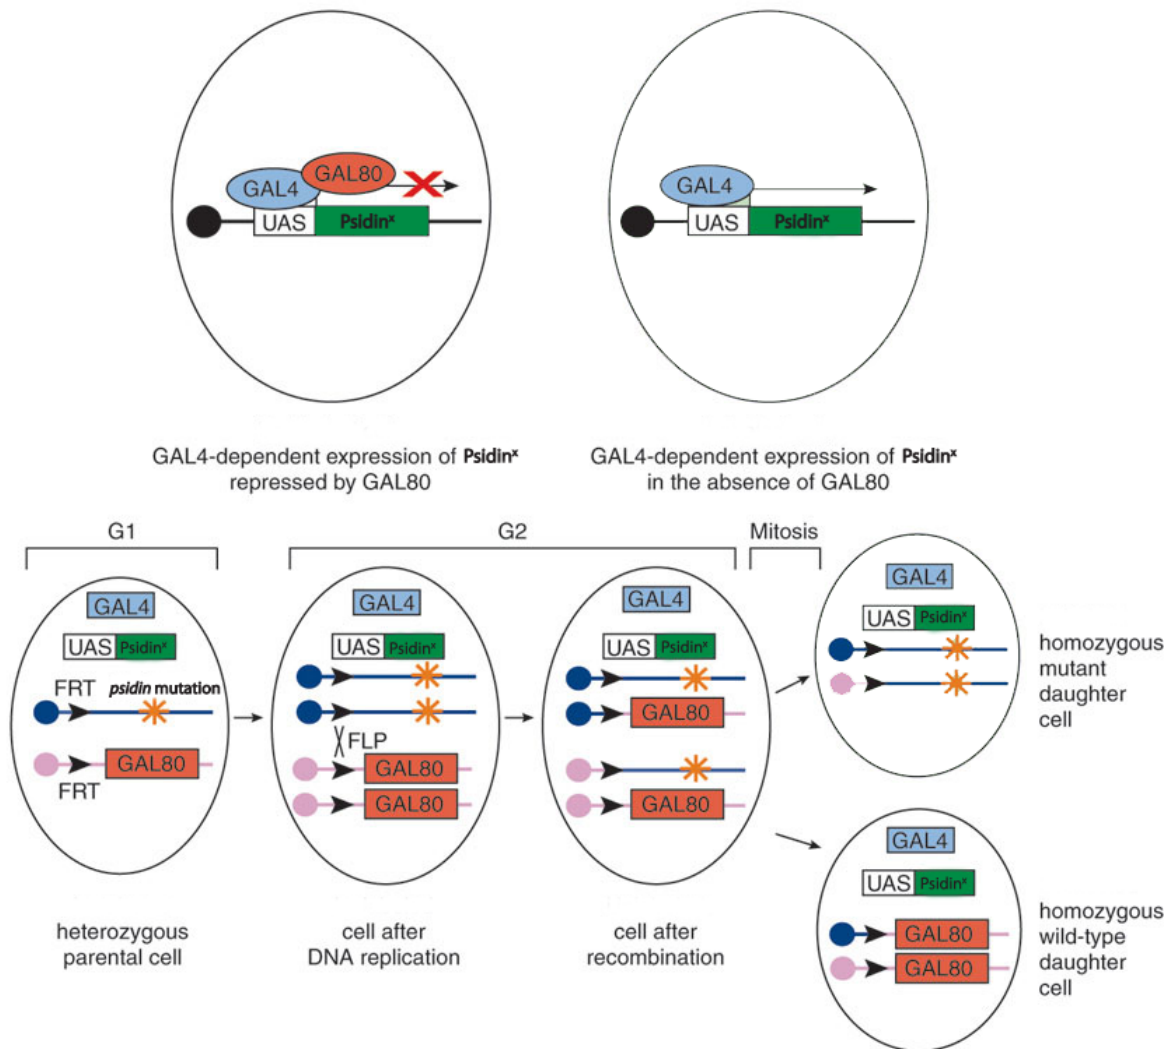 GAL4 GAL80
UAS Psidinˣ
GAL4
UAS Psidinˣ
GAL4-dependent expression of Psidinˣ
repressed by GAL80
GAL4-dependent expression of Psidinˣ
in the absence of GAL80
G1
G2
Mitosis
GAL4
UAS Psidinˣ
FRT psidin mutation
GAL80
FRT
heterozygous
parental cell
GAL4
UAS Psidinˣ
FLP
GAL80
GAL80
cell after
DNA replication
GAL4
UAS Psidinˣ
GAL80
GAL80
cell after
recombination
GAL4
UAS Psidinˣ
homozygous
mutant
daughter
cell
GAL4
UAS Psidinˣ
GAL80
GAL80
homozygous
wild-type
daughter
cell